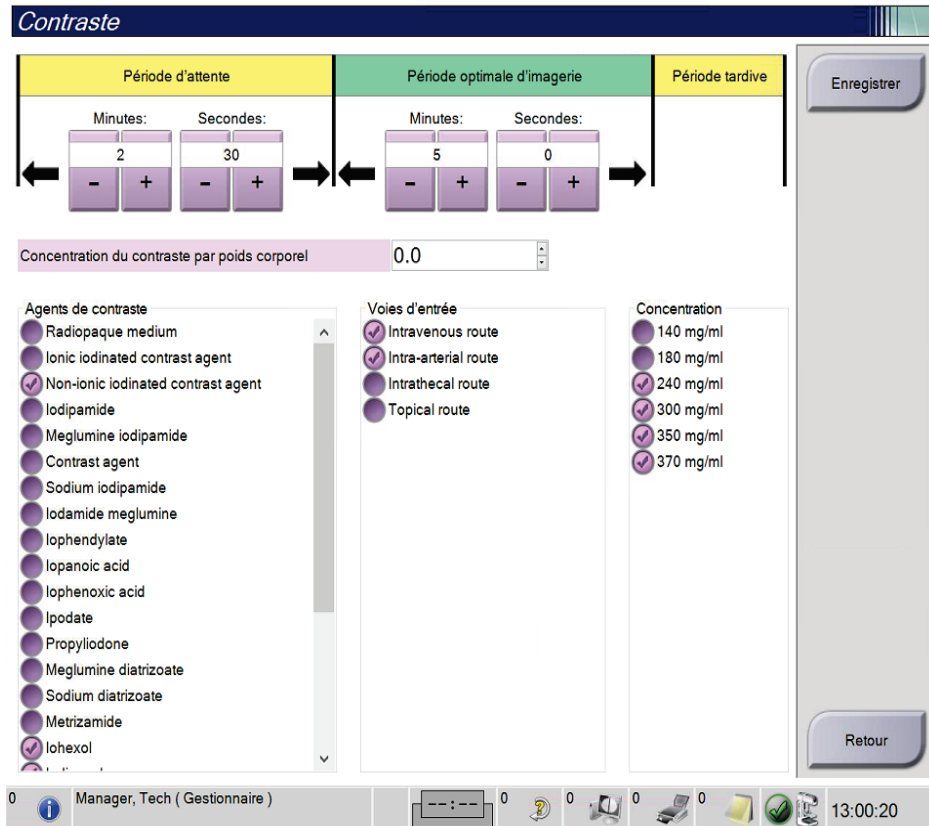 Contraste
Période d'attente
Période optimale d'imagerie
Période tardive
Enregistrer
Minutes: Secondes:
Minutes: Secondes:
2 30
5 0
- + - +
- + - +
Concentration du contraste par poids corporel 0.0
Agents de contraste
Radiopaque medium
Ionic iodinated contrast agent
Non-ionic iodinated contrast agent
Iodipamide
Meglumine iodipamide
Contrast agent
Sodium iodipamide
Iodamide meglumine
Iophendylate
Iopanoic acid
Iophenoxic acid
Ipodate
Propyliodone
Meglumine diatrizoate
Sodium diatrizoate
Metrizamide
Iohexol
Voies d'entrée
Intravenous route
Intra-arterial route
Intrathecal route
Topical route
Concentration
140 mg/ml
180 mg/ml
240 mg/ml
300 mg/ml
350 mg/ml
370 mg/ml
Retour
0 Manager, Tech ( Gestionnaire ) --:-- 0 0 0 0 13:00:20